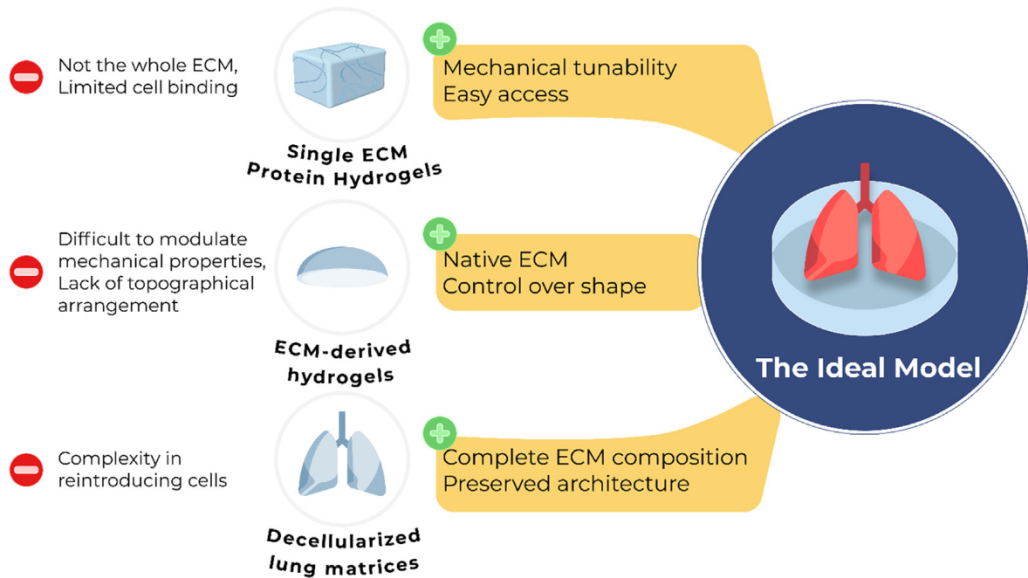 Not the whole ECM,
Limited cell binding
Single ECM
Protein Hydrogels
Mechanical tunability
Easy access
Difficult to modulate
mechanical properties,
Lack of topographical
arrangement
ECM-derived
hydrogels
Native ECM
Control over shape
The Ideal Model
Complexity in
reintroducing cells
Decellularized
lung matrices
Complete ECM composition
Preserved architecture